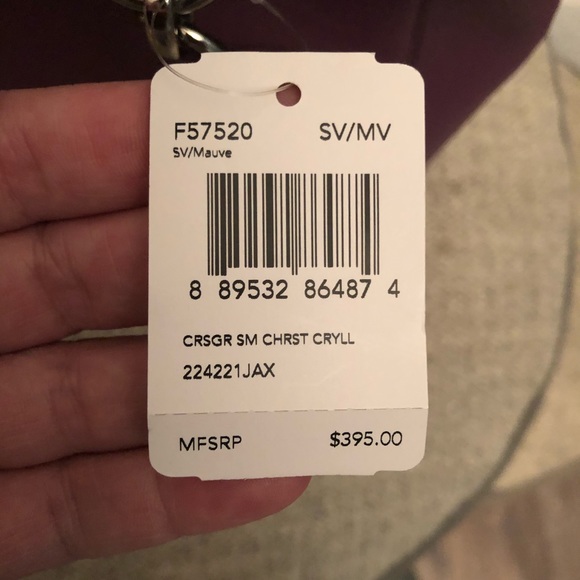 F57520 SV/MV
SV/Mauve
8 89532 86487 4
CRSGR SM CHRST CRYLL
224221JAX
MFSRP $395.00